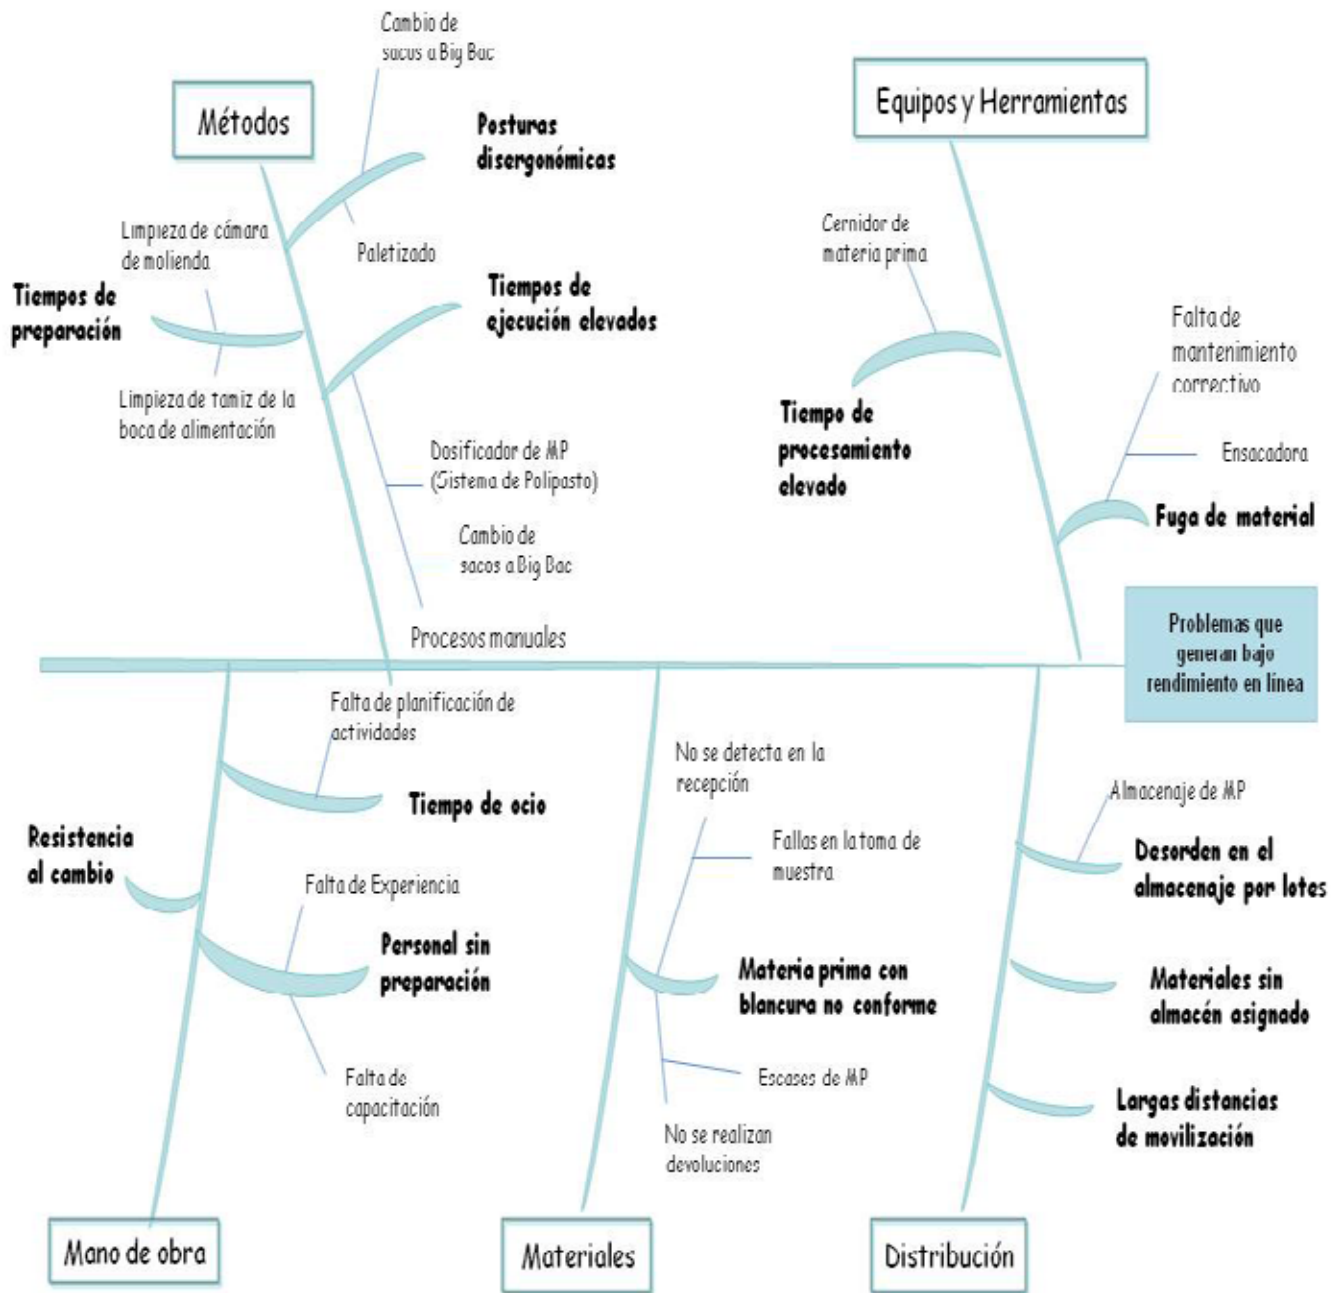 Cambio de
sacus a Big Bac
Métodos
Posturas
disergonómicas
Limpieza de cámara
de molienda
Paletizado
Tiempos de
preparación
Tiempos de
ejecución elevados
Limpieza de tamiz de la
boca de alimentación
Dosificador de MP
(Sistema de Polipasto)
Cambio de
sacos a Big Bac
Procesos manuales
Equipos y Herramientas
Cernidor de
materia prima
Falta de
mantenimiento
correctivo
Tiempo de
procesamiento
elevado
Ensacadora
Fuga de material
Problemas que
generan bajo
rendimiento en línea
Falta de planificación de
actividades
Tiempo de ocio
Resistencia
al cambio
Falta de Experiencia
Personal sin
preparación
Falta de
capacitación
Mano de obra
No se detecta en la
recepción
Fallas en la toma de
muestra
Materia prima con
blancura no conforme
Escases de MP
No se realizan
devoluciones
Materiales
Almacenaje de MP
Desorden en el
almacenaje por lotes
Materiales sin
almacén asignado
Largas distancias
de movilización
Distribución